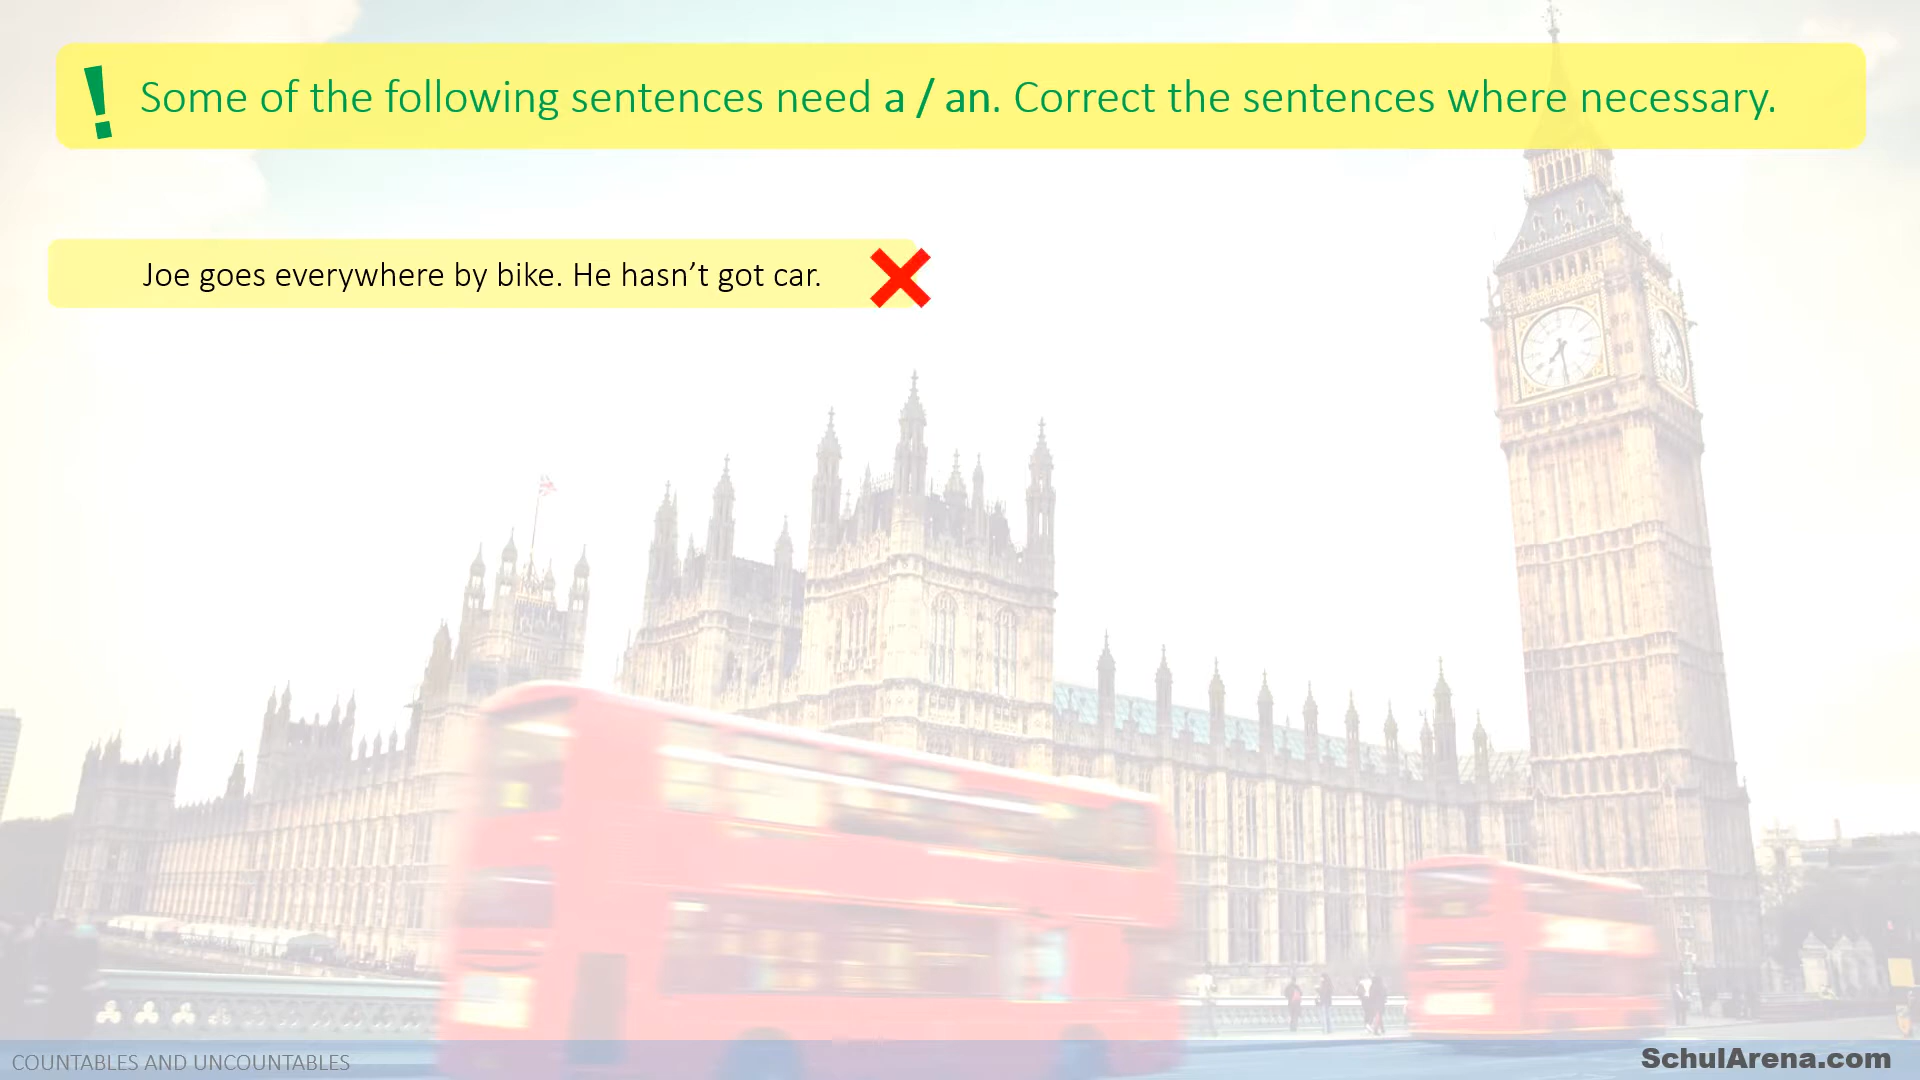 ! Some of the following sentences need a / an. Correct the sentences where necessary.
Joe goes everywhere by bike. He hasn’t got car.
COUNTABLES AND UNCOUNTABLES
SchulArena.com